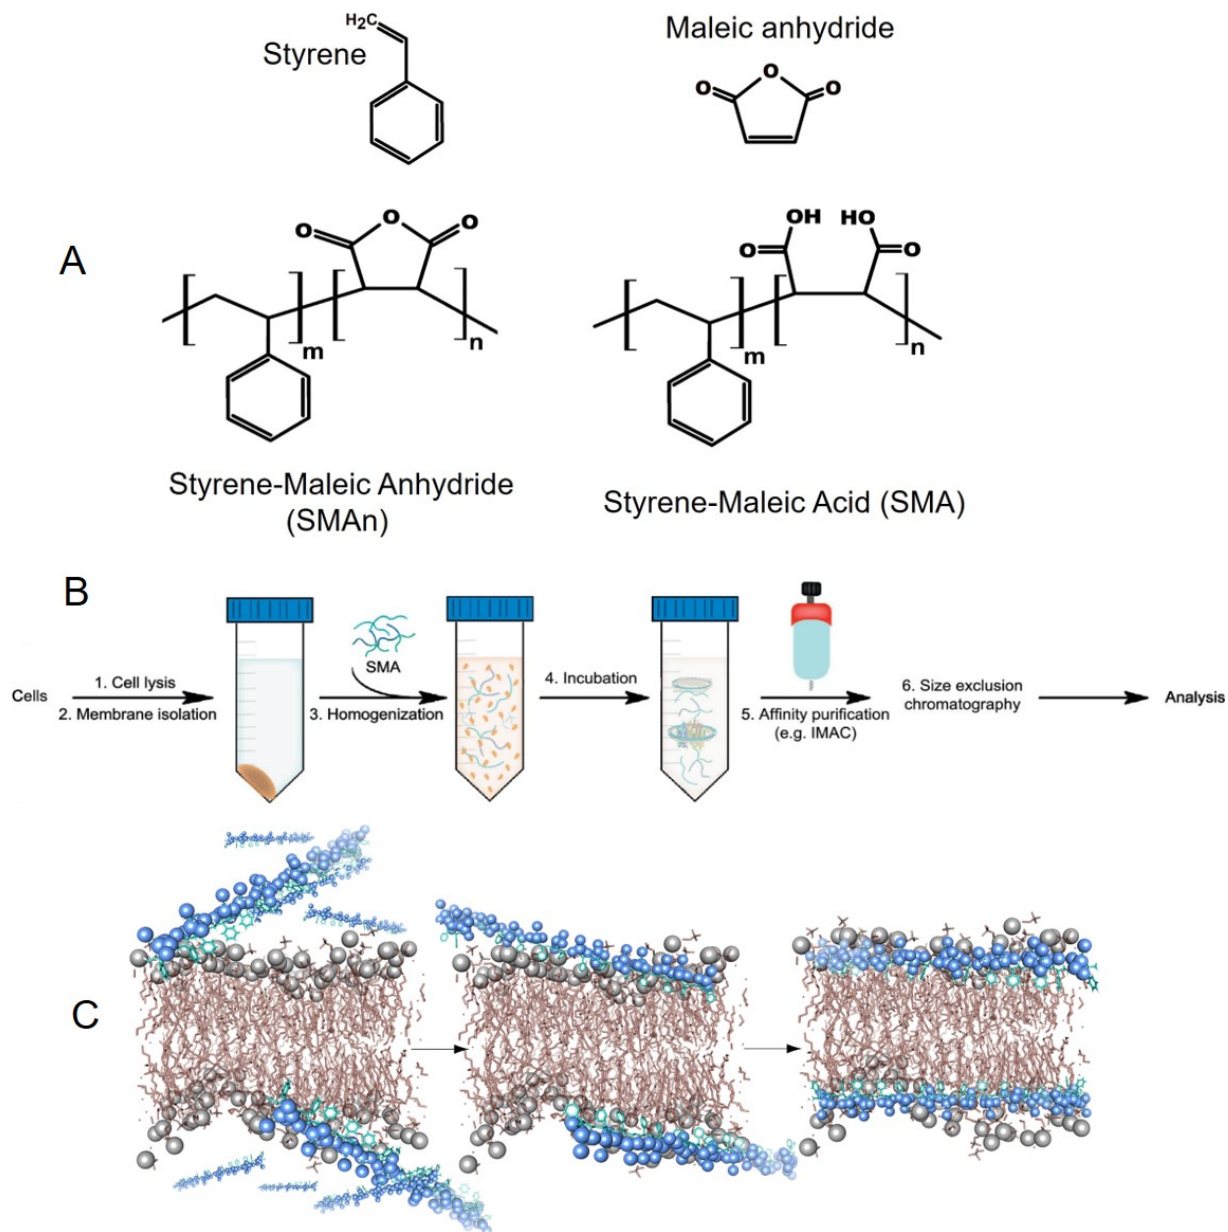 H₂C
Styrene
Maleic anhydride
O
O
O
A
O
O
O
m
n
OH
HO
O
O
m
n
Styrene-Maleic Anhydride
(SMAn)
Styrene-Maleic Acid (SMA)
B
Cells
1. Cell lysis
2. Membrane isolation
SMA
3. Homogenization
4. Incubation
5. Affinity purification
(e.g. IMAC)
6. Size exclusion
chromatography
Analysis
C